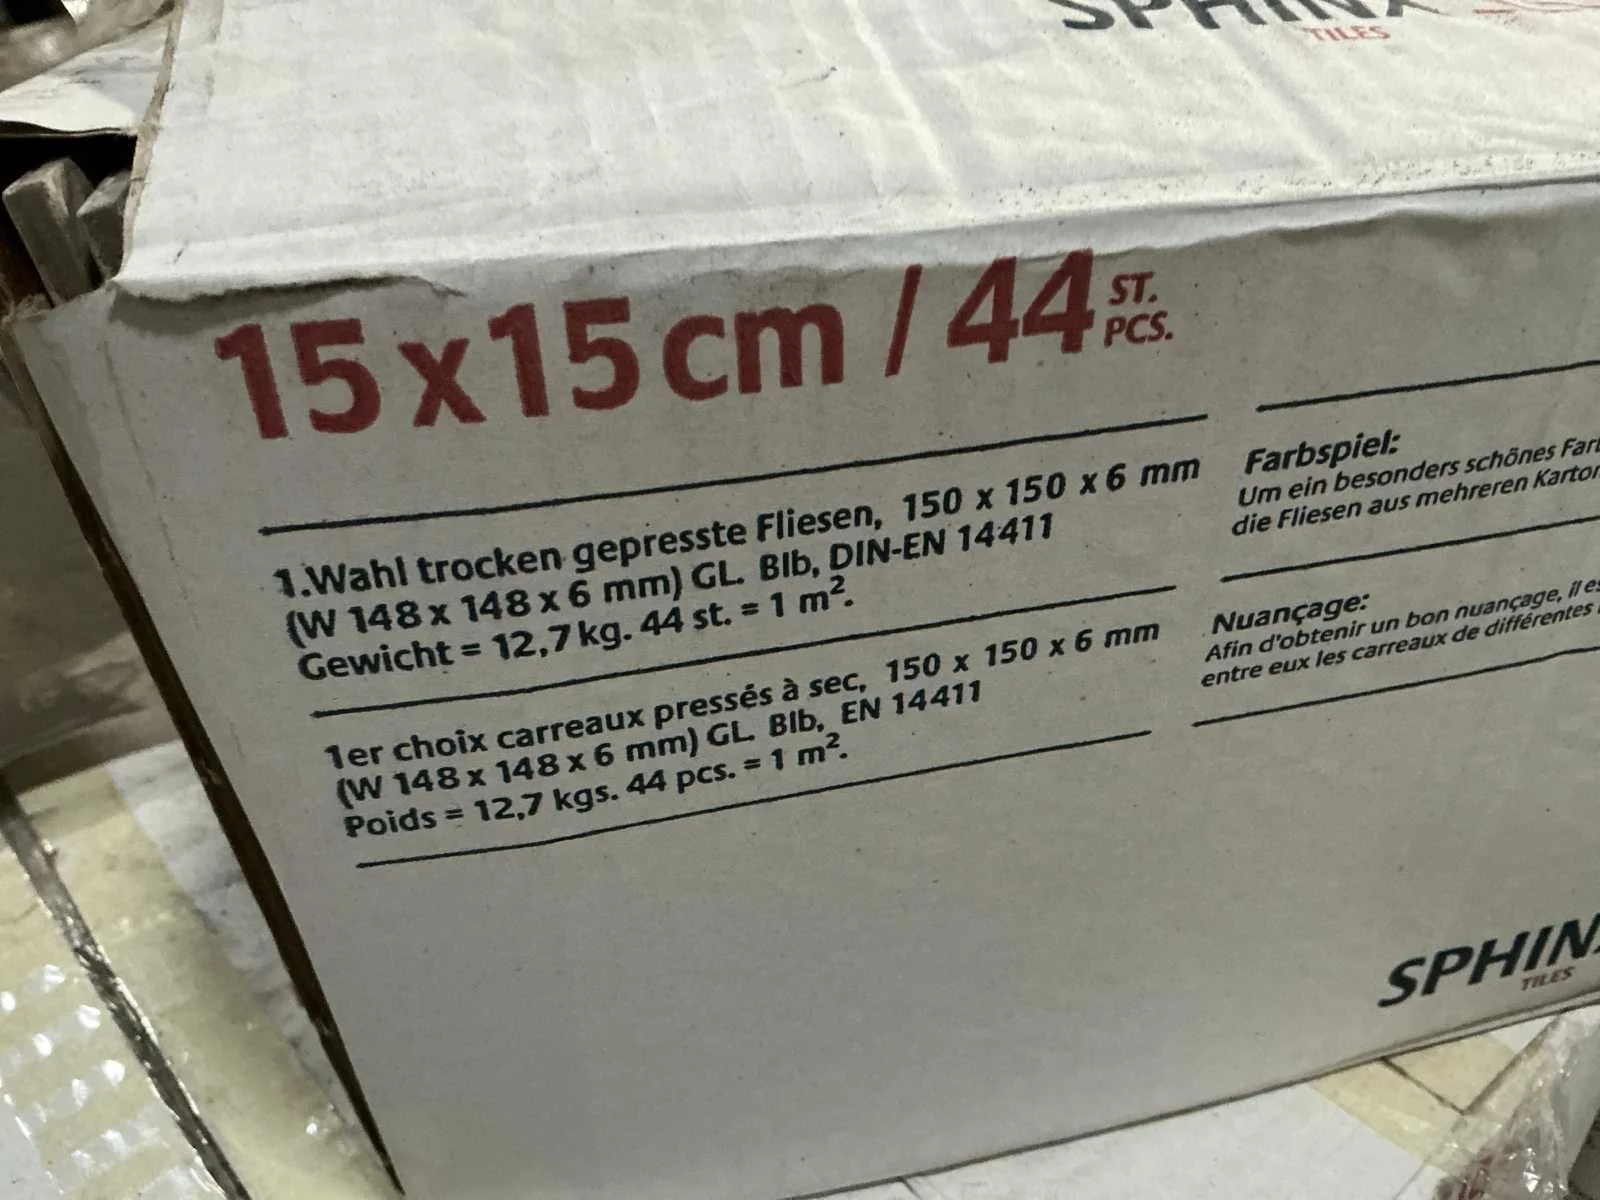 SPHINX
TILES
15x15cm / 44 ST. PCS.
1.Wahl trocken gepresste Fliesen, 150 x 150 x 6 mm
(W 148 x 148 x 6 mm) GL. Blb, DIN-EN 14411
Gewicht = 12,7 kg. 44 st. = 1 m².
1er choix carreaux pressés à sec, 150 x 150 x 6 mm
(W 148 x 148 x 6 mm) GL. Blb, EN 14411
Poids = 12,7 kgs. 44 pcs. = 1 m².
Farbspiel:
Um ein besonders schönes
die Fliesen aus mehreren
Nuançage:
Afin d'obtenir un bon nuançage, il
entre eux les carreaux de différentes
SPHINX
TILES